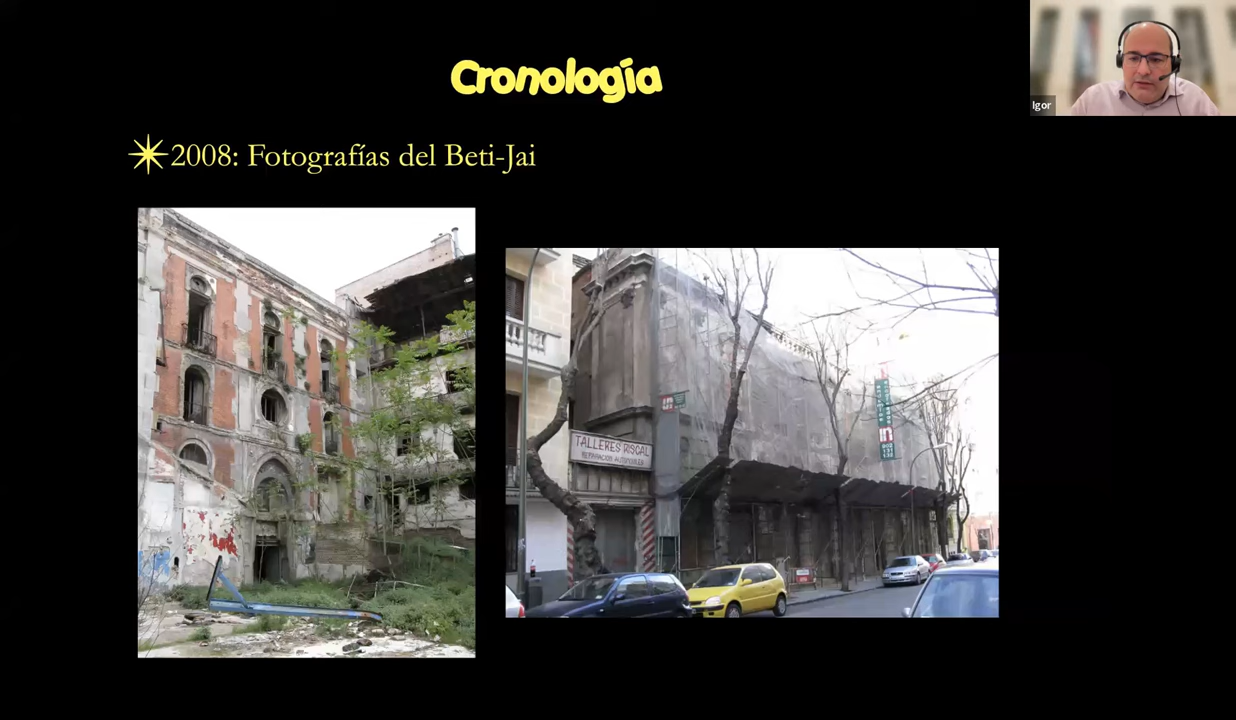 Cronología
Igor
2008: Fotografías del Beti-Jai
TALLERES RISCAL
REPARACION AUTOMOVILES